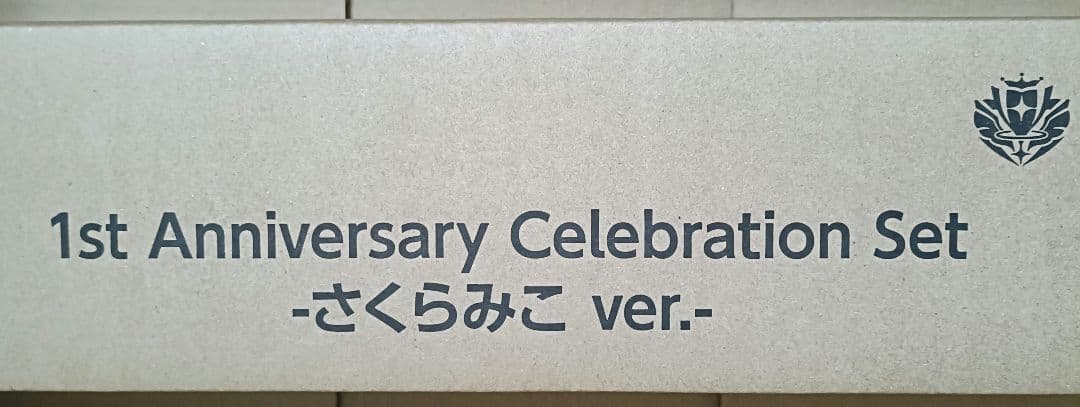 1st Anniversary Celebration Set
-さくらみこ ver.-